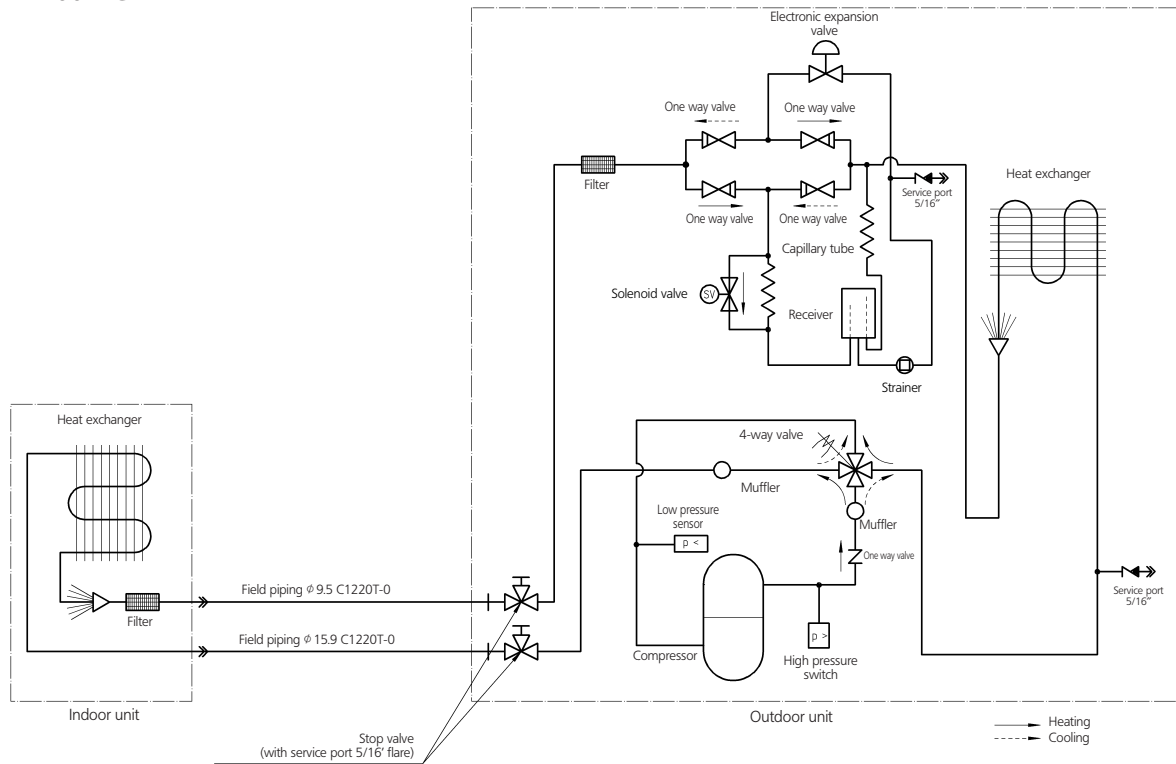 Electronic expansion
valve
One way valve
One way valve
Filter
One way valve
One way valve
Service port
5/16"
Heat exchanger
Capillary tube
Solenoid valve
SV
Receiver
Strainer
Heat exchanger
4-way valve
Muffler
Low pressure
sensor
p <
Muffler
One way valve
Field piping φ 9.5 C1220T-0
Filter
Service port
5/16"
Field piping φ 15.9 C1220T-0
Compressor
p >
High pressure
switch
Indoor unit
Outdoor unit
Heating
Cooling
Stop valve
(with service port 5/16' flare)